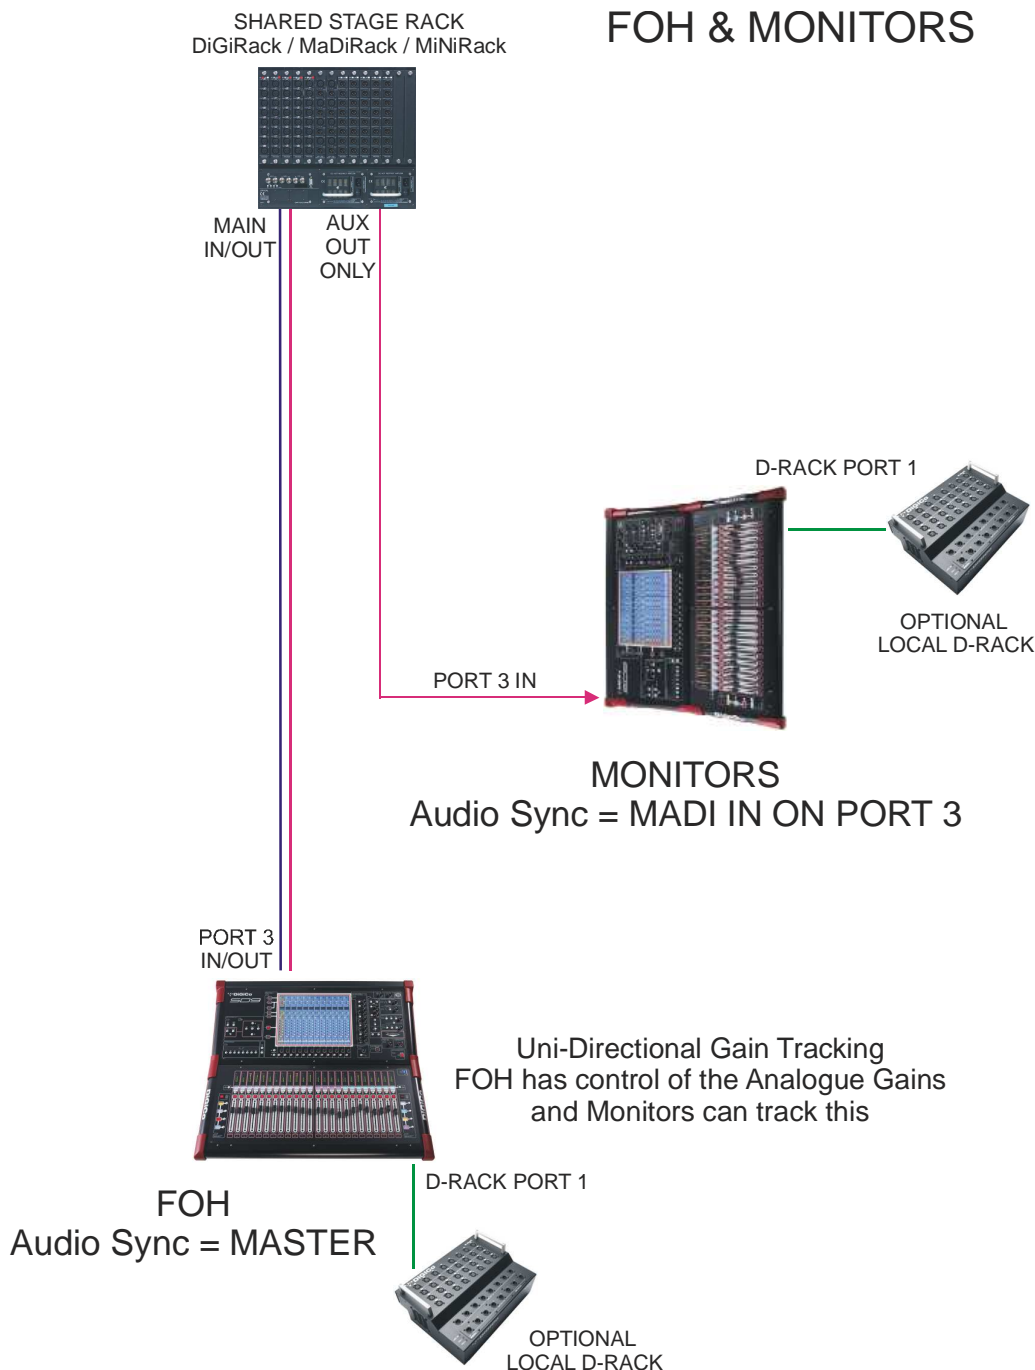 FOH & MONITORS
SHARED STAGE RACK
DiGiRack / MaDiRack / MiNiRack
MAIN
IN/OUT
AUX
OUT
ONLY
D-RACK PORT 1
OPTIONAL
LOCAL D-RACK
PORT 3 IN
MONITORS
Audio Sync = MADI IN ON PORT 3
PORT 3
IN/OUT
Uni-Directional Gain Tracking
FOH has control of the Analogue Gains
and Monitors can track this
D-RACK PORT 1
FOH
Audio Sync = MASTER
OPTIONAL
LOCAL D-RACK